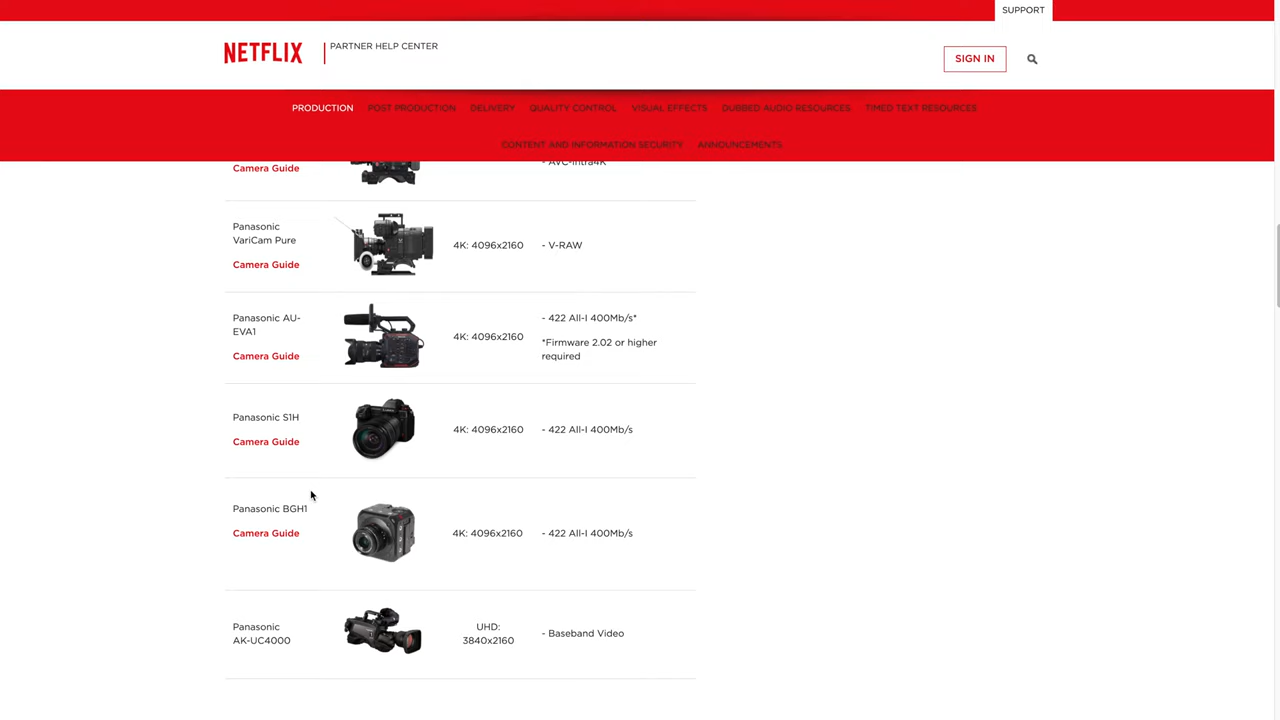 SUPPORT
NETFLIX
PARTNER HELP CENTER
SIGN IN
PRODUCTION POST PRODUCTION DELIVERY QUALITY CONTROL VISUAL EFFECTS DUBBED AUDIO RESOURCES TIMED TEXT RESOURCES
CONTENT AND INFORMATION SECURITY ANNOUNCEMENTS
Camera Guide
- AVC-Intra4K
Panasonic
VariCam Pure
Camera Guide
4K: 4096x2160
- V-RAW
Panasonic AU-
EVA1
Camera Guide
4K: 4096x2160
- 422 All-I 400Mb/s*
*Firmware 2.02 or higher
required
Panasonic S1H
Camera Guide
4K: 4096x2160
- 422 All-I 400Mb/s
Panasonic BGH1
Camera Guide
4K: 4096x2160
- 422 All-I 400Mb/s
Panasonic
AK-UC4000
UHD:
3840x2160
- Baseband Video